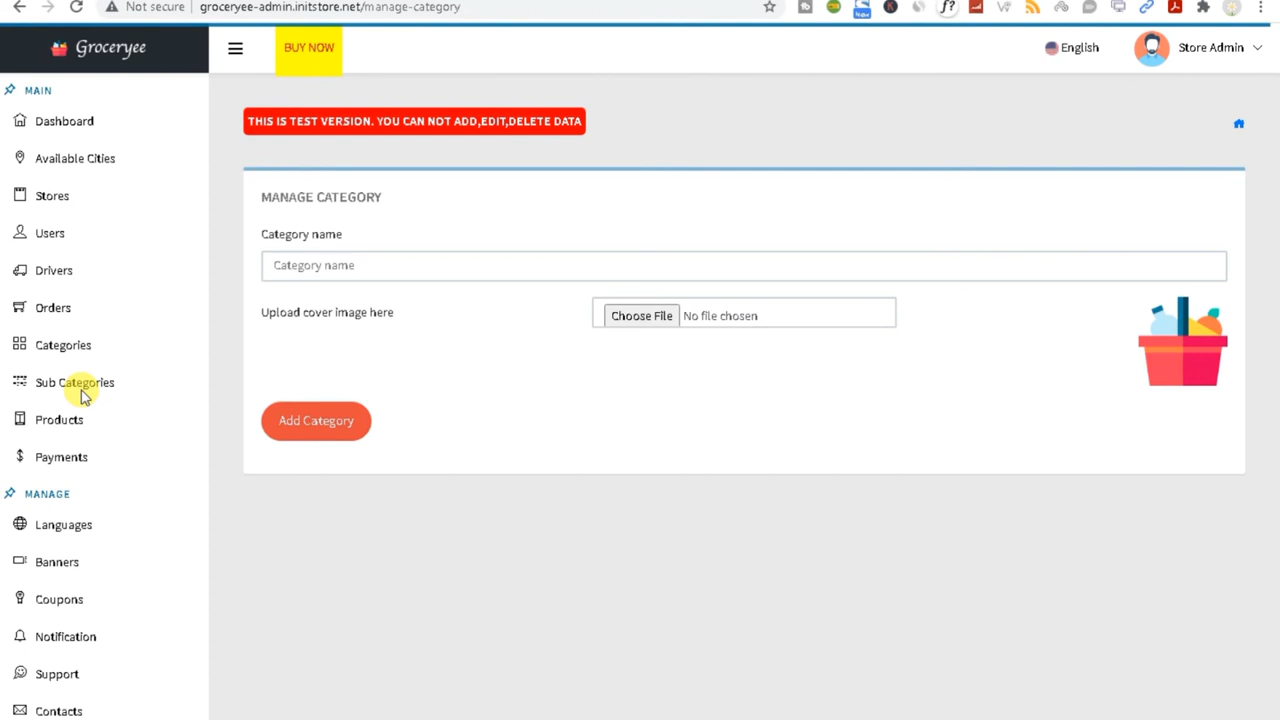 Not secure groceryee-admin.initstore.net/manage-category
Groceryee
BUY NOW
English
Store Admin
MAIN
Dashboard
Available Cities
Stores
Users
Drivers
Orders
Categories
Sub Categories
Products
Payments
MANAGE
Languages
Banners
Coupons
Notification
Support
Contacts
THIS IS TEST VERSION. YOU CAN NOT ADD,EDIT,DELETE DATA
MANAGE CATEGORY
Category name
Category name
Upload cover image here
Choose File No file chosen
Add Category